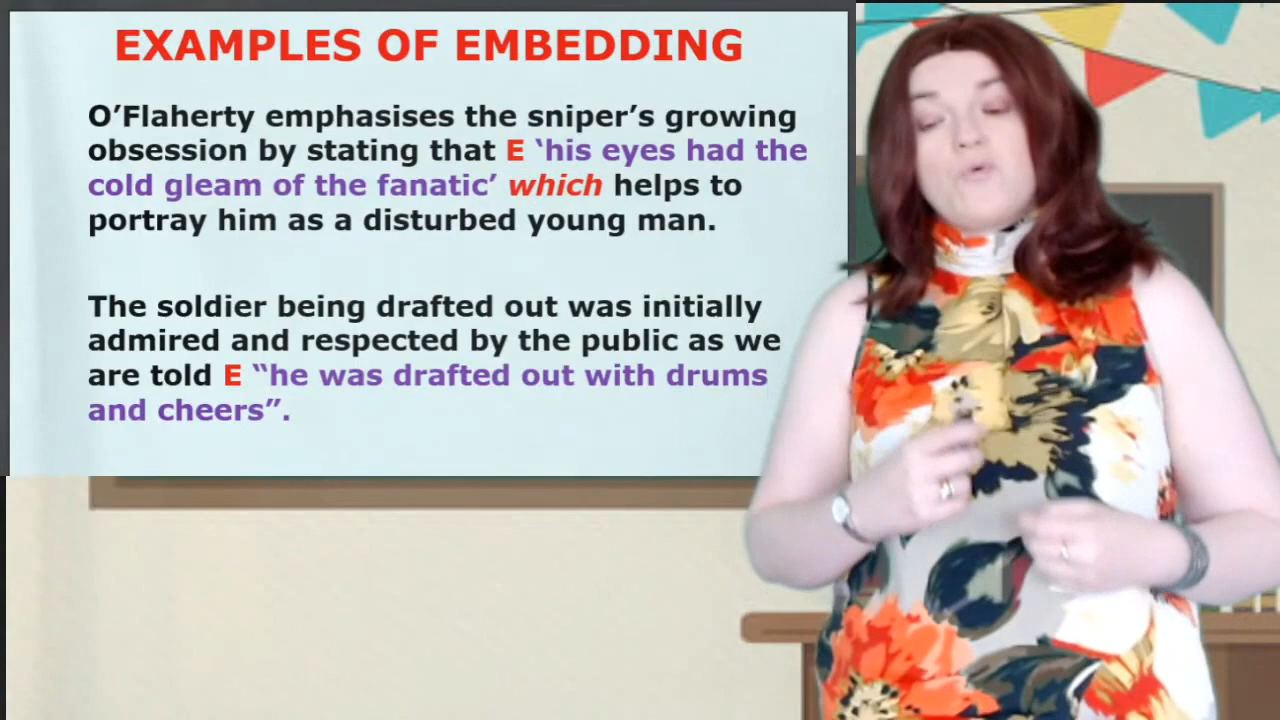 EXAMPLES OF EMBEDDING
O’Flaherty emphasises the sniper’s growing
obsession by stating that E ‘his eyes had the
cold gleam of the fanatic’ which helps to
portray him as a disturbed young man.
The soldier being drafted out was initially
admired and respected by the public as we
are told E “he was drafted out with drums
and cheers”.